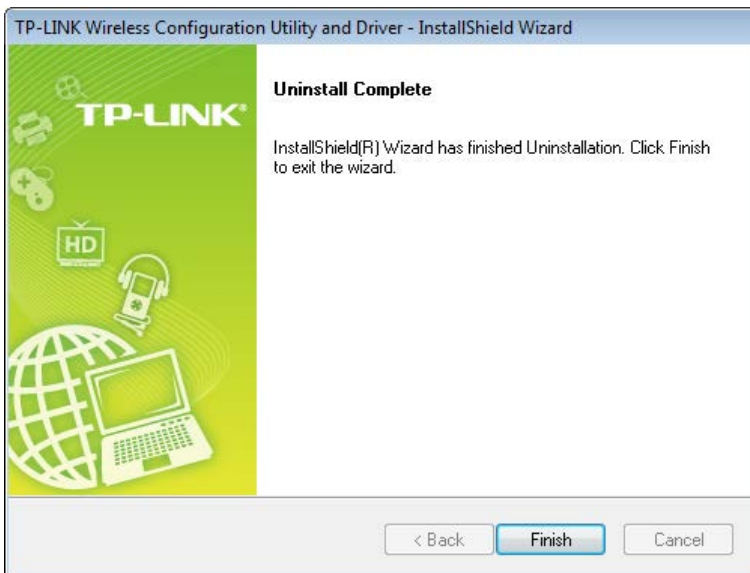 TP-LINK Wireless Configuration Utility and Driver - InstallShield Wizard
TP-LINK®
Uninstall Complete
InstallShield(R) Wizard has finished Uninstallation. Click Finish
to exit the wizard.
HD
< Back
Finish
Cancel